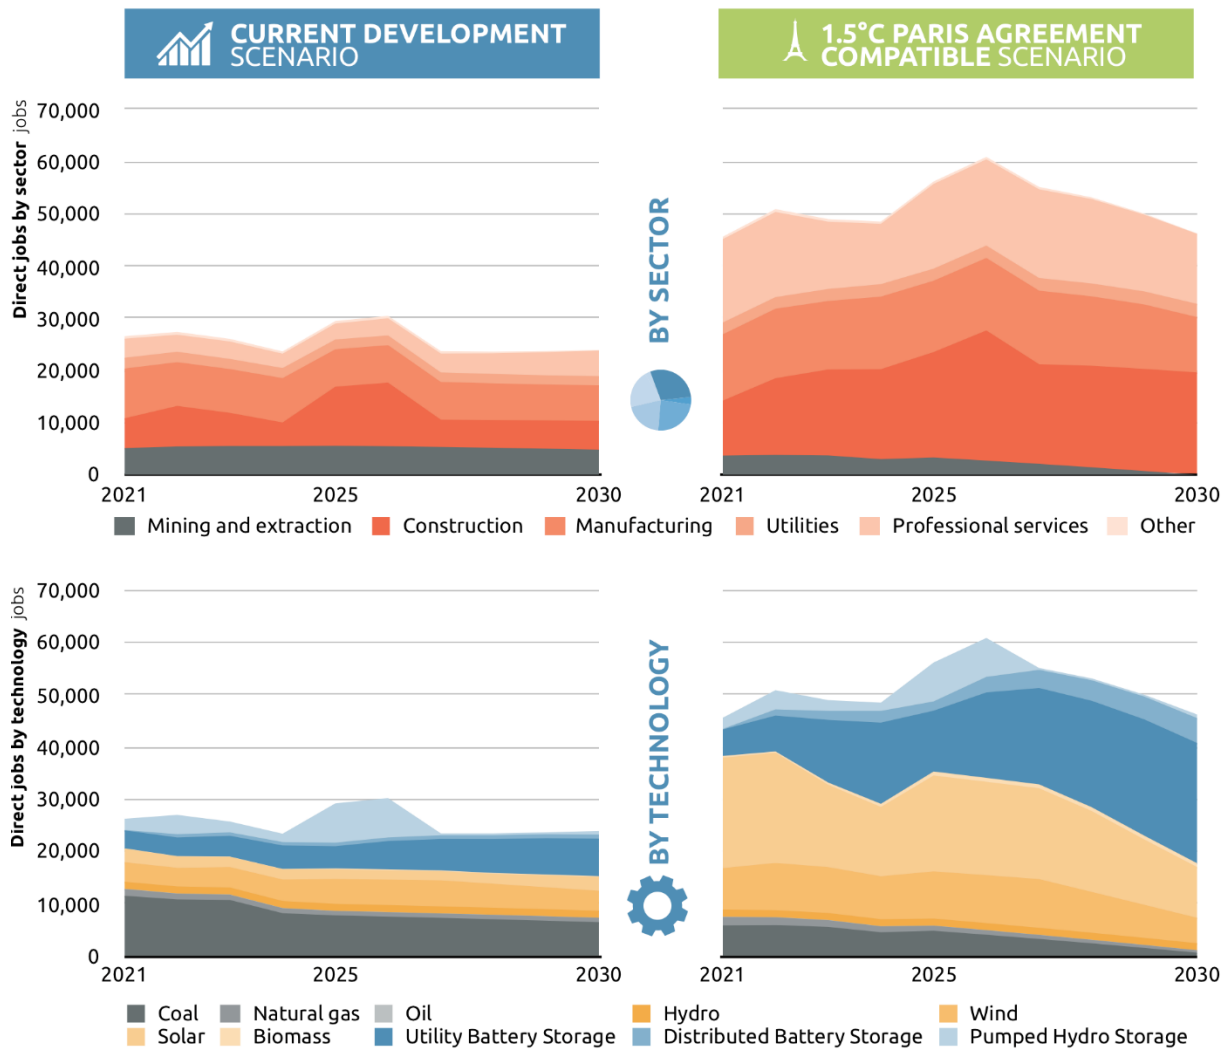 CURRENT DEVELOPMENT
SCENARIO
1.5°C PARIS AGREEMENT
COMPATIBLE SCENARIO
Direct jobs by sector jobs
70,000
60,000
50,000
40,000
30,000
20,000
10,000
0
2021
2025
2030
BY SECTOR
2021
2025
2030
Mining and extraction
Construction
Manufacturing
Utilities
Professional services
Other
Direct jobs by technology jobs
70,000
60,000
50,000
40,000
30,000
20,000
10,000
0
2021
2025
2030
BY TECHNOLOGY
2021
2025
2030
Coal
Natural gas
Oil
Hydro
Wind
Solar
Biomass
Utility Battery Storage
Distributed Battery Storage
Pumped Hydro Storage